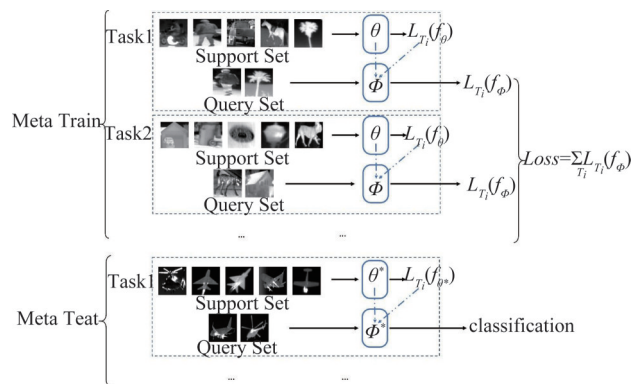 Task1
θ
L_{T_i}(f_θ)
Support Set
Φ
L_{T_i}(f_Φ)
Query Set
Meta Train
Task2
θ
L_{T_i}(f_θ)
Support Set
Loss=Σ_{T_i} L_{T_i}(f_Φ)
Φ
L_{T_i}(f_Φ)
Query Set
... ...
Task1
θ*
L_{T_i}(f_{θ*})
Support Set
Meta Teat
Φ*
classification
Query Set
... ...